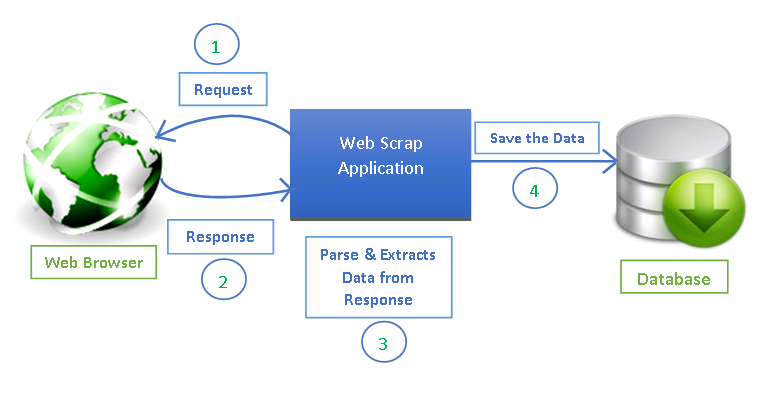 1
Request
Web Scrap
Application
Save the Data
4
Response
2
Web Browser
Parse & Extracts
Data from
Response
3
Database